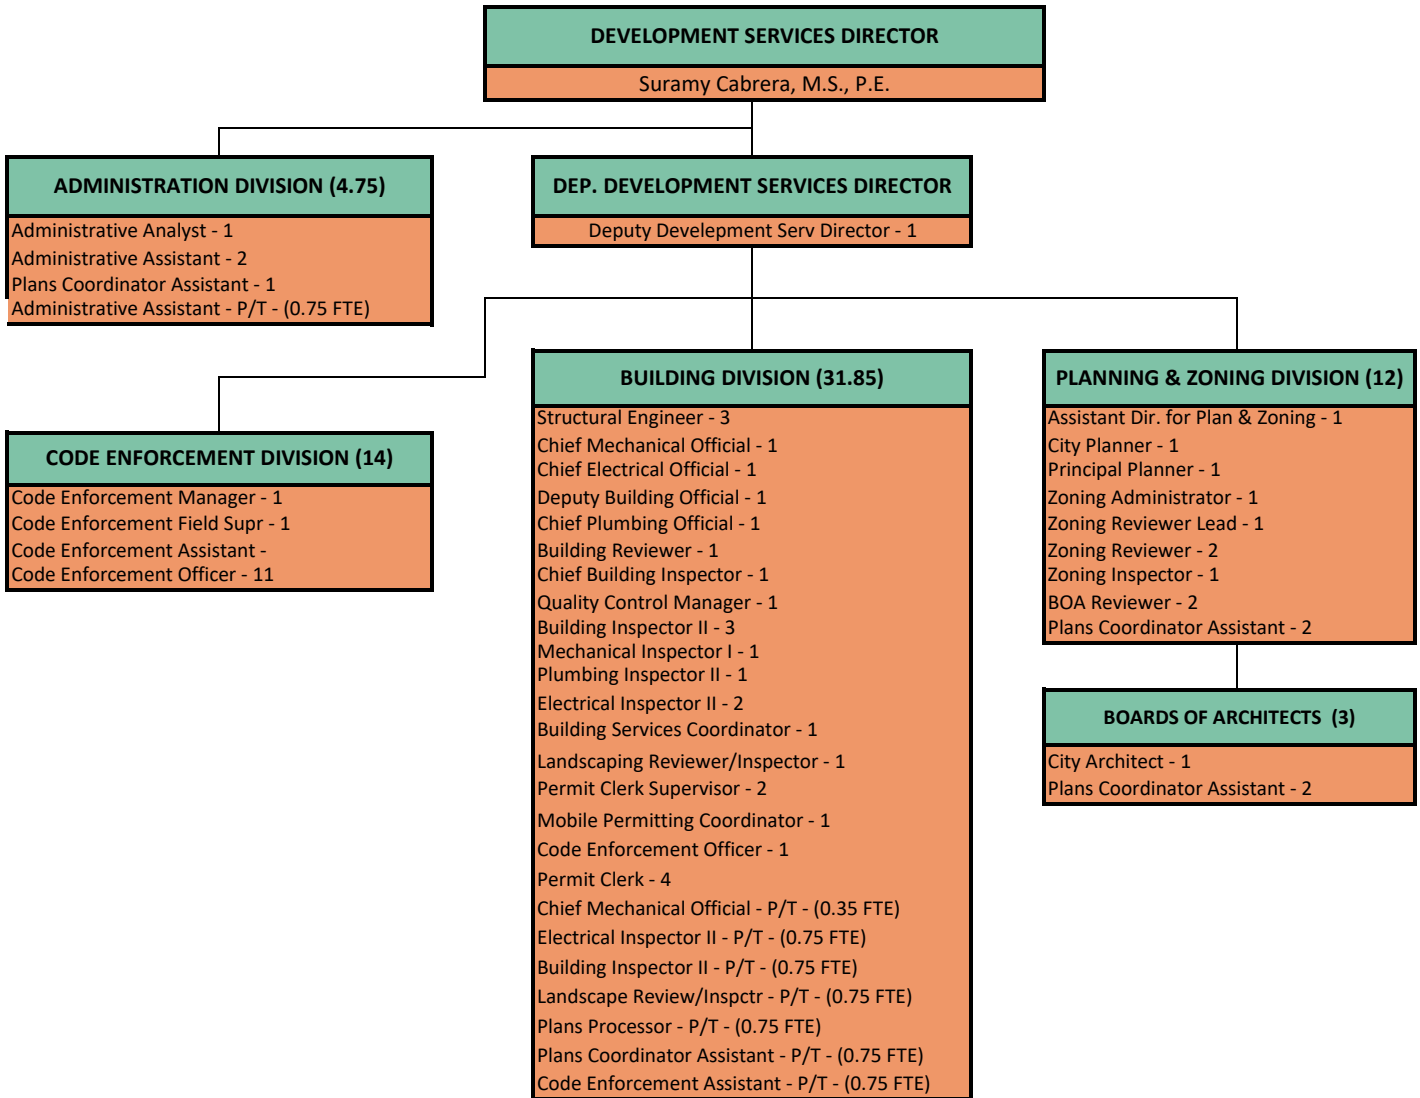 DEVELOPMENT SERVICES DIRECTOR
Suramy Cabrera, M.S., P.E.
ADMINISTRATION DIVISION (4.75)
Administrative Analyst - 1
Administrative Assistant - 2
Plans Coordinator Assistant - 1
Administrative Assistant - P/T - (0.75 FTE)
DEP. DEVELOPMENT SERVICES DIRECTOR
Deputy Develepment Serv Director - 1
CODE ENFORCEMENT DIVISION (14)
Code Enforcement Manager - 1
Code Enforcement Field Supr - 1
Code Enforcement Assistant -
Code Enforcement Officer - 11
BUILDING DIVISION (31.85)
Structural Engineer - 3
Chief Mechanical Official - 1
Chief Electrical Official - 1
Deputy Building Official - 1
Chief Plumbing Official - 1
Building Reviewer - 1
Chief Building Inspector - 1
Quality Control Manager - 1
Building Inspector II - 3
Mechanical Inspector I - 1
Plumbing Inspector II - 1
Electrical Inspector II - 2
Building Services Coordinator - 1
Landscaping Reviewer/Inspector - 1
Permit Clerk Supervisor - 2
Mobile Permitting Coordinator - 1
Code Enforcement Officer - 1
Permit Clerk - 4
Chief Mechanical Official - P/T - (0.35 FTE)
Electrical Inspector II - P/T - (0.75 FTE)
Building Inspector II - P/T - (0.75 FTE)
Landscape Review/Inspctr - P/T - (0.75 FTE)
Plans Processor - P/T - (0.75 FTE)
Plans Coordinator Assistant - P/T - (0.75 FTE)
Code Enforcement Assistant - P/T - (0.75 FTE)
PLANNING & ZONING DIVISION (12)
Assistant Dir. for Plan & Zoning - 1
City Planner - 1
Principal Planner - 1
Zoning Administrator - 1
Zoning Reviewer Lead - 1
Zoning Reviewer - 2
Zoning Inspector - 1
BOA Reviewer - 2
Plans Coordinator Assistant - 2
BOARDS OF ARCHITECTS (3)
City Architect - 1
Plans Coordinator Assistant - 2